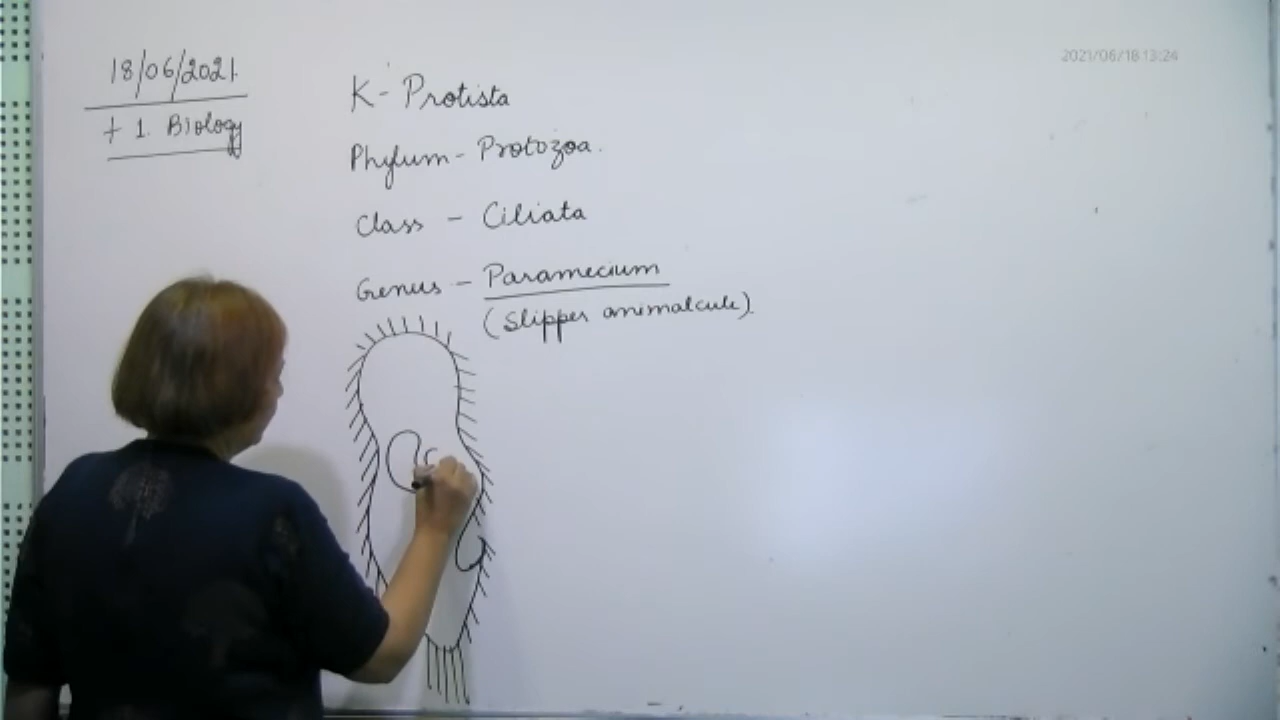 18/06/2021
+1. Biology
K - Protista
Phylum - Protozoa.
Class - Ciliata
Genus - Paramecium
(Slipper animalcule)
2021/06/18 13:24